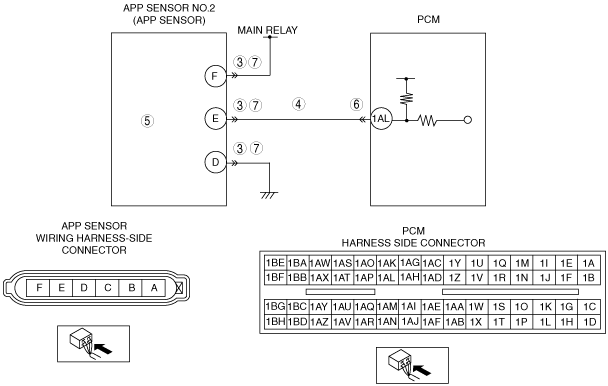 APP SENSOR NO.2
(APP SENSOR)
PCM
MAIN RELAY
F
3 7
5
E
3 7
4
6
1AL
D
3 7
APP SENSOR
WIRING HARNESS-SIDE
CONNECTOR
F E D C B A
PCM
HARNESS SIDE CONNECTOR
1BE 1BA 1AW 1AS 1AO 1AK 1AG 1AC 1Y 1U 1Q 1M 1I 1E 1A
1BF 1BB 1AX 1AT 1AP 1AL 1AH 1AD 1Z 1V 1R 1N 1J 1F 1B
1BG 1BC 1AY 1AU 1AQ 1AM 1AI 1AE 1AA 1W 1S 1O 1K 1G 1C
1BH 1BD 1AZ 1AV 1AR 1AN 1AJ 1AF 1AB 1X 1T 1P 1L 1H 1D